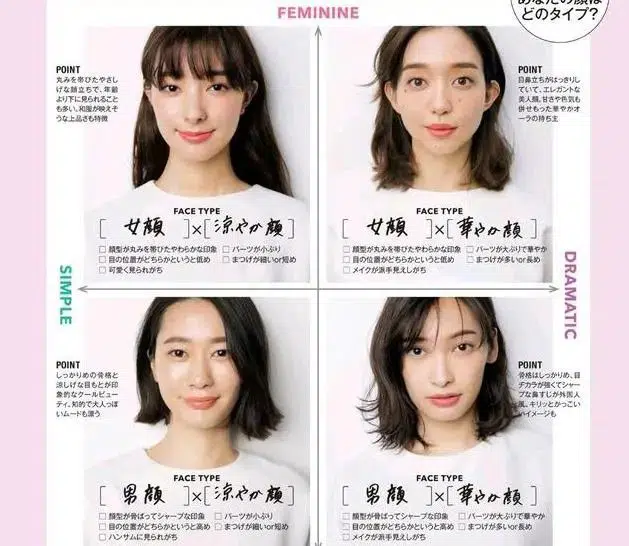 あなたの顔は
どのタイプ?
FEMININE
POINT
丸みを帯びたやさし
げな顔立ちで、年齢
より下に見られること
も多い。和服が映えそ
うな上品さも特徴
FACE TYPE
[女顔]×[涼やか顔]
□ 顔型が丸みを帯びたやわらかな印象 □ パーツが小ぶり
□ 目の位置がどちらかというと低め □ まつげが細いor短め
□ 可愛く見られがち
POINT
目鼻立ちがはっきりし
ていて、エレガントな
美人顔。甘さや色気も
併せもった華やかオ
ーラの持ち主
FACE TYPE
[女顔]×[華やか顔]
□ 顔型が丸みを帯びたやわらかな印象 □ パーツが大ぶりで華やか
□ 目の位置がどちらかというと低め □ まつげが多いor長め
□ メイクが派手見えしがち
SIMPLE
DRAMATIC
POINT
しっかりめの骨格と
涼しげな目もとが印
象的なクールビュー
ティ。知的で大人っぽ
いムードも漂う
FACE TYPE
[男顔]×[涼やか顔]
□ 顔型が骨ばってシャープな印象 □ パーツが小ぶり
□ 目の位置がどちらかというと高め □ まつげが細いor短め
□ ハンサムに見られがち
POINT
骨格はしっかりめ、目
ヂカラが強くてシャー
プな鼻すじが外国人
風。キリッとかっこい
いイメージも
FACE TYPE
[男顔]×[華やか顔]
□ 顔型が骨ばってシャープな印象 □ パーツが大ぶりで華やか
□ 目の位置がどちらかというと高め □ まつげが多いor長め
□ メイクが派手見えしがち